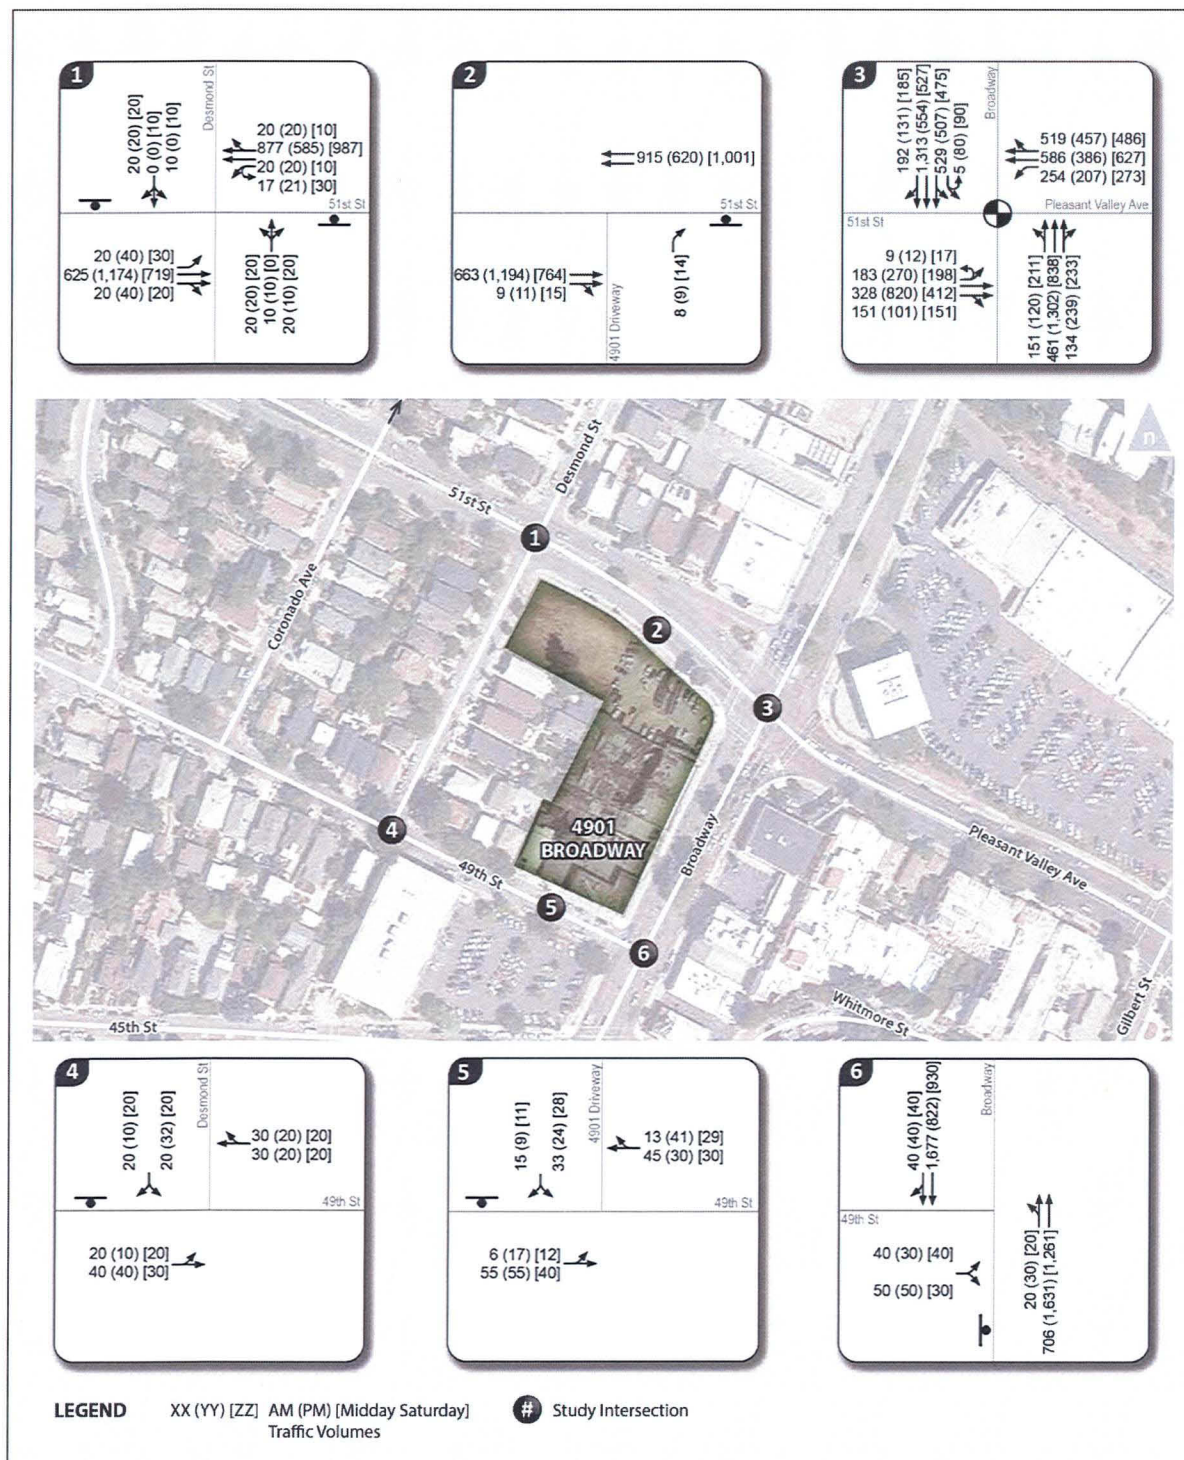 1
Desmond St
20 (20) [20]
0 (0) [10]
10 (0) [10]
20 (20) [10]
877 (585) [987]
20 (20) [10]
17 (21) [30]
51st St
20 (40) [30]
625 (1,174) [719]
20 (40) [20]
20 (20) [20]
10 (10) [0]
20 (10) [20]
2
915 (620) [1,001]
51st St
663 (1,194) [764]
9 (11) [15]
4901 Driveway
8 (9) [14]
3
192 (131) [185]
1,313 (554) [527]
529 (507) [475]
5 (80) [90]
Broadway
519 (457) [486]
586 (386) [627]
254 (207) [273]
51st St
Pleasant Valley Ave
9 (12) [17]
183 (270) [198]
328 (820) [412]
151 (101) [151]
151 (120) [211]
461 (1,302) [838]
134 (239) [233]
n
Desmond St
51st St
1
Coronado Ave
2
3
4901
BROADWAY
Broadway
4
49th St
5
6
Pleasant Valley Ave
Whitmore St
Gilbert St
45th St
4
20 (10) [20]
20 (32) [20]
Desmond St
30 (20) [20]
30 (20) [20]
49th St
20 (10) [20]
40 (40) [30]
5
15 (9) [11]
33 (24) [28]
4901 Driveway
13 (41) [29]
45 (30) [30]
49th St
6 (17) [12]
55 (55) [40]
6
40 (40) [40]
1,677 (822) [930]
Broadway
49th St
40 (30) [40]
50 (50) [30]
20 (30) [20]
706 (1,631) [1,261]
LEGEND XX (YY) [ZZ] AM (PM) [Midday Saturday]
Traffic Volumes
# Study Intersection